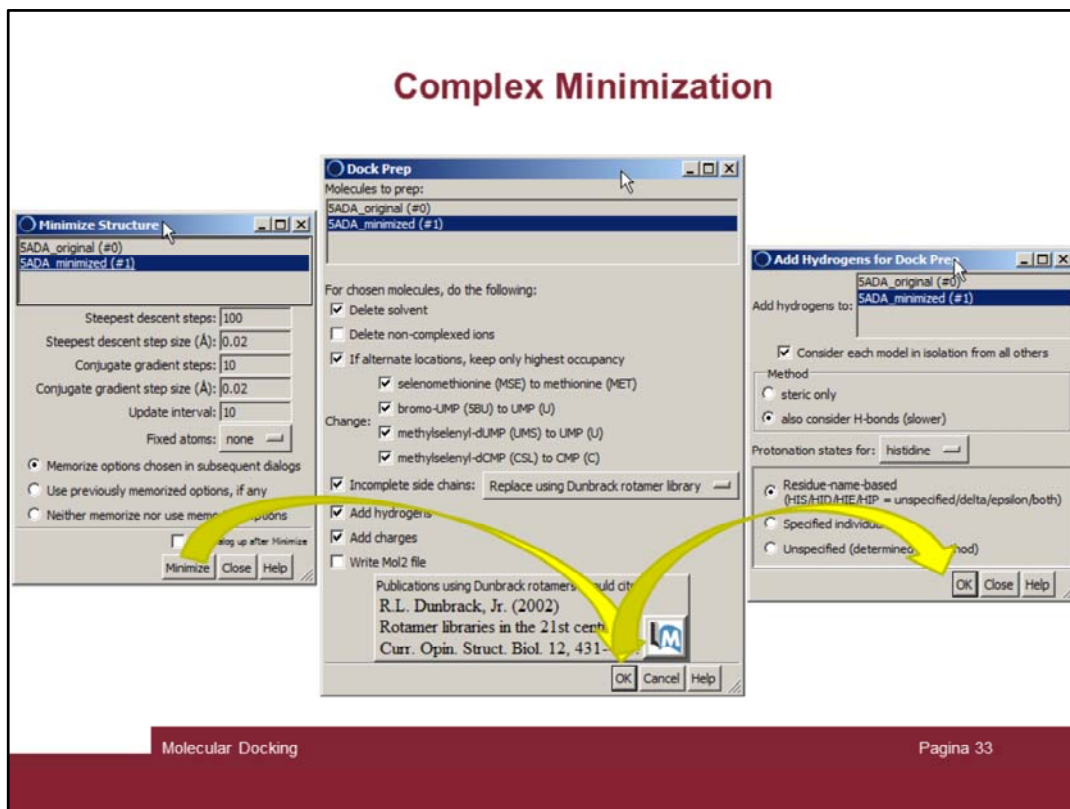 Complex Minimization
Minimize Structure
5ADA_original (#0)
5ADA_minimized (#1)
Steepest descent steps: 100
Steepest descent step size (Å): 0.02
Conjugate gradient steps: 10
Conjugate gradient step size (Å): 0.02
Update interval: 10
Fixed atoms: none
Memorize options chosen in subsequent dialogs
Use previously memorized options, if any
Neither memorize nor use
up after Minimize
Minimize Close Help
Dock Prep
Molecules to prep:
5ADA_original (#0)
5ADA_minimized (#1)
For chosen molecules, do the following:
Delete solvent
Delete non-complexed ions
If alternate locations, keep only highest occupancy
Change:
selenomethionine (MSE) to methionine (MET)
bromo-UMP (5BU) to UMP (U)
methylselenyl-dUMP (UMS) to UMP (U)
methylselenyl-dCMP (CSL) to CMP (C)
Incomplete side chains: Replace using Dunbrack rotamer library
Add hydrogens
Add charges
Write Mol2 file
Publications using Dunbrack rotamers
R.L. Dunbrack, Jr. (2002)
Rotamer libraries in the 21st
Curr. Opin. Struct. Biol. 12, 431-
OK Cancel Help
Add Hydrogens for Dock Prep
Add hydrogens to:
5ADA_original (#0)
5ADA_minimized (#1)
Consider each model in isolation from all others
Method
steric only
also consider H-bonds (slower)
Protonation states for: histidine
Residue-name-based
(HIS/HID/HIE/HIP = unspecified/delta/epsilon/both)
Specified
Unspecified (determined
OK Close Help
Molecular Docking
Pagina 33